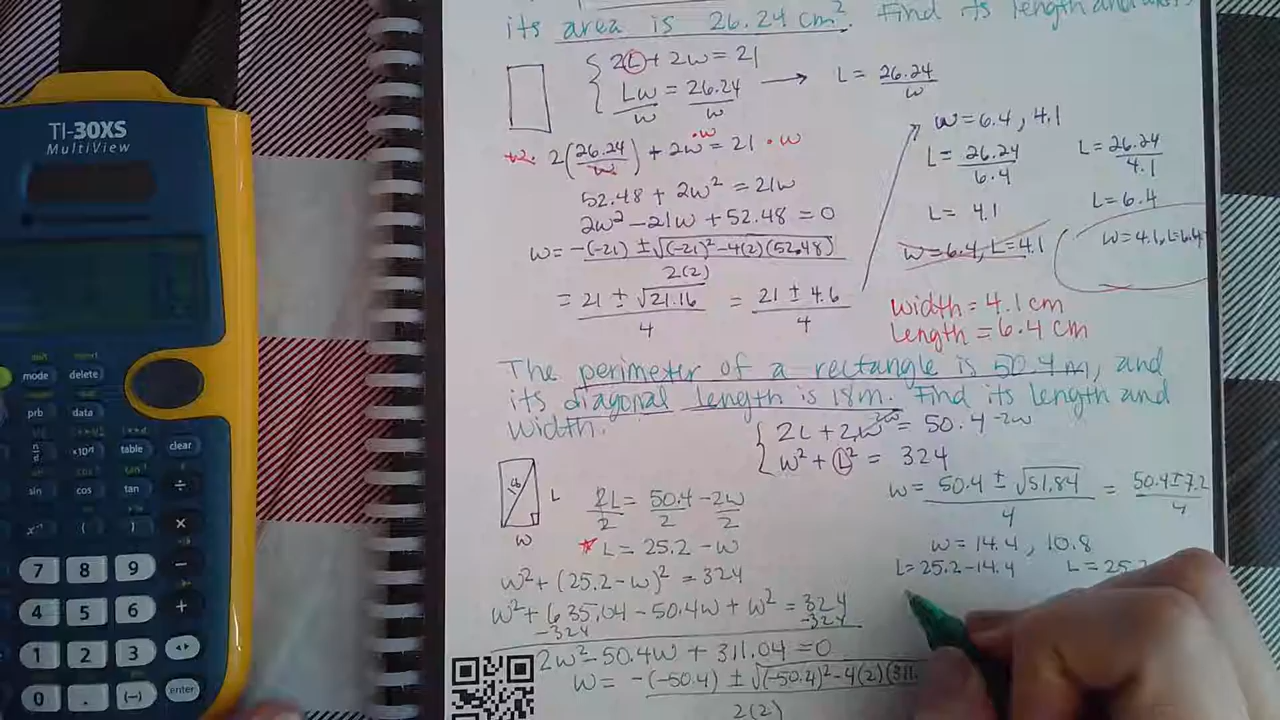 its area is 26.24 cm². Find its length and
2L + 2w = 21
Lw = 26.24
w w
→ L = 26.24/w
w · 2(26.24/w) + 2w · w = 21 · w
52.48 + 2w² = 21w
2w² - 21w + 52.48 = 0
w = -(-21) ± √(-21)² - 4(2)(52.48)
2(2)
= 21 ± √21.16 / 4 = 21 ± 4.6 / 4
w = 6.4, 4.1
L = 26.24/6.4
L = 4.1
w = 6.4, L = 4.1
L = 26.24/4.1
L = 6.4
w = 4.1, L = 6.4
width = 4.1 cm
length = 6.4 cm
The perimeter of a rectangle is 50.4 m, and
its diagonal length is 18m. Find its length and
width.
2L + 2w = 50.4
-2w -2w
w² + L² = 324
18
L
w
2L/2 = 50.4/2 - 2w/2
* L = 25.2 - w
w² + (25.2 - w)² = 324
w² + 635.04 - 50.4w + w² = 324
-324 -324
2w² - 50.4w + 311.04 = 0
w = -(-50.4) ± √(-50.4)² - 4(2)(311.
2(2)
w = 50.4 ± √51.84 / 4 = 50.4 ± 7.2 / 4
w = 14.4, 10.8
L = 25.2 - 14.4 L = 25.2
TI-30XS
MultiView
mode delete
prb data
n/d ×10ⁿ table clear
sin cos tan ÷
x⁻¹ ( ) ×
7 8 9 −
4 5 6 +
1 2 3
0 . (−) enter